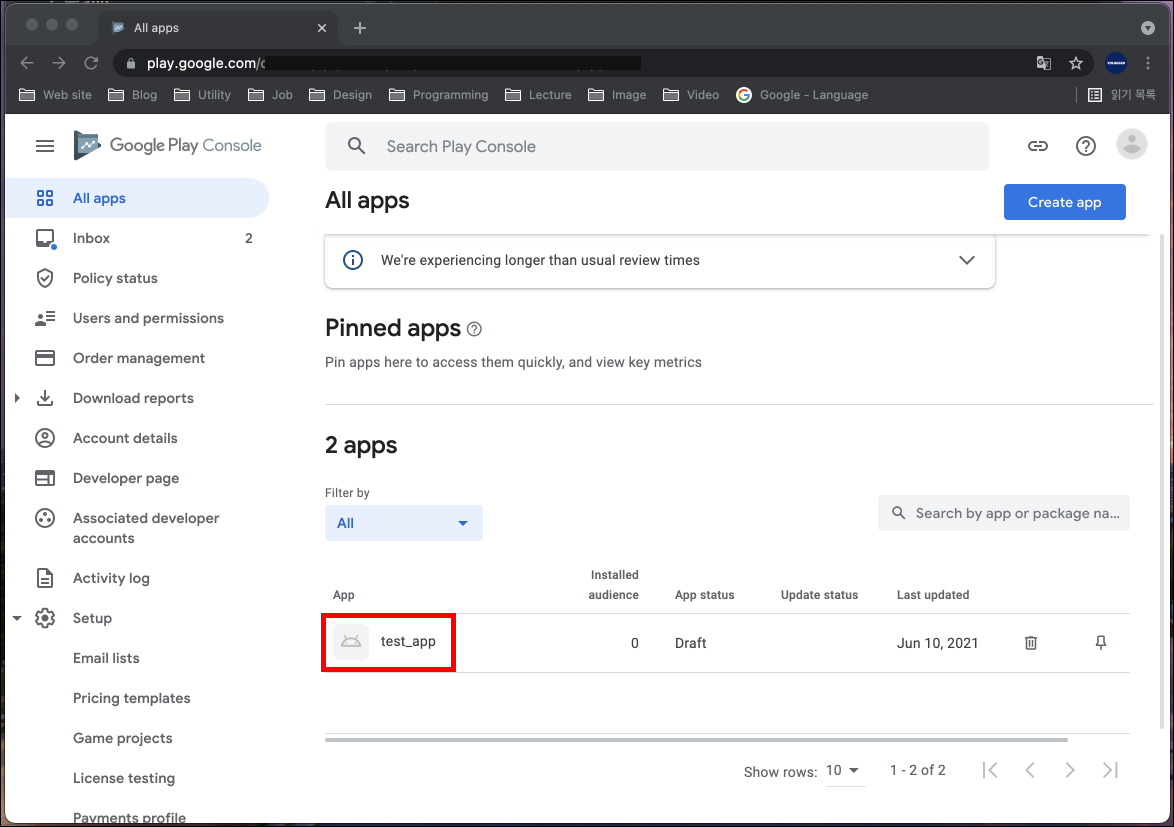 All apps
play.google.com/
Web site
Blog
Utility
Job
Design
Programming
Lecture
Image
Video
Google - Language
읽기 목록
Google Play Console
Search Play Console
All apps
Inbox 2
Policy status
Users and permissions
Order management
Download reports
Account details
Developer page
Associated developer
accounts
Activity log
Setup
Email lists
Pricing templates
Game projects
License testing
Payments profile
All apps
Create app
We're experiencing longer than usual review times
Pinned apps
Pin apps here to access them quickly, and view key metrics
2 apps
Filter by
All
Search by app or package na...
App
Installed
audience
App status
Update status
Last updated
test_app
0
Draft
Jun 10, 2021
Show rows: 10
1 - 2 of 2